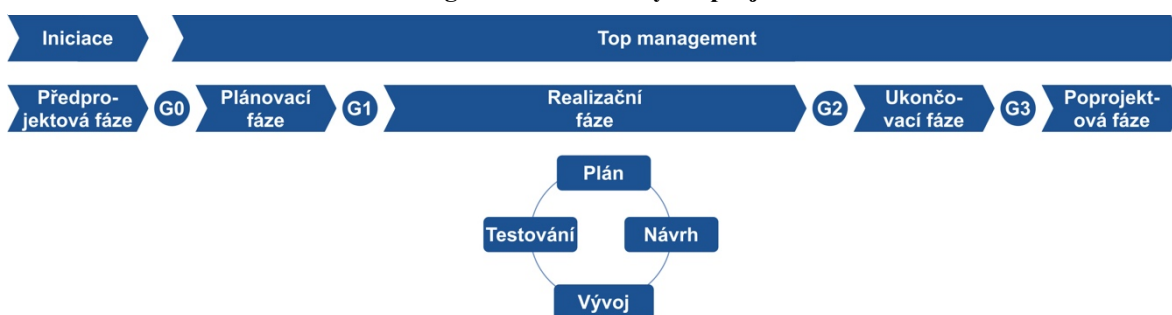 Iniciace
Top management
Předpro-
jektová fáze
G0
Plánovací
fáze
G1
Realizační
fáze
G2
Ukončo-
vací fáze
G3
Poprojekt-
ová fáze
Plán
Testování
Návrh
Vývoj